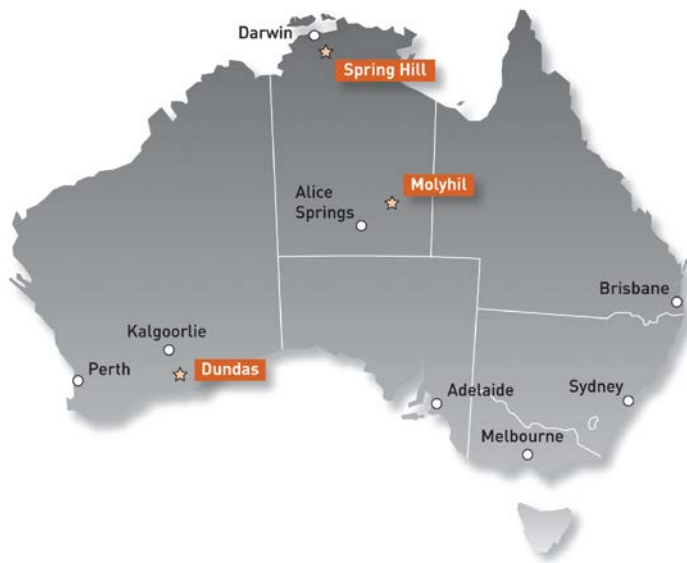 Darwin
Spring Hill
Molyhil
Alice
Springs
Brisbane
Kalgoorlie
Perth
Dundas
Adelaide
Sydney
Melbourne